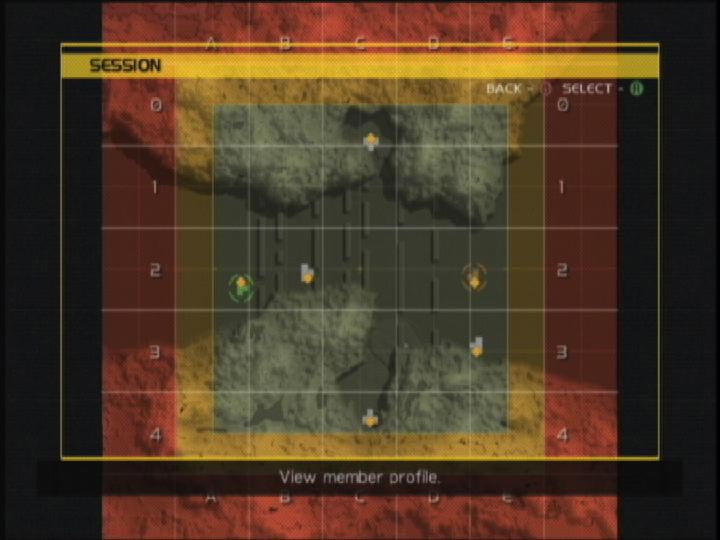 A B C D E
SESSION
BACK - B SELECT - A
0 0
1 1
2 2
3 3
4 4
View member profile.
A B C D E